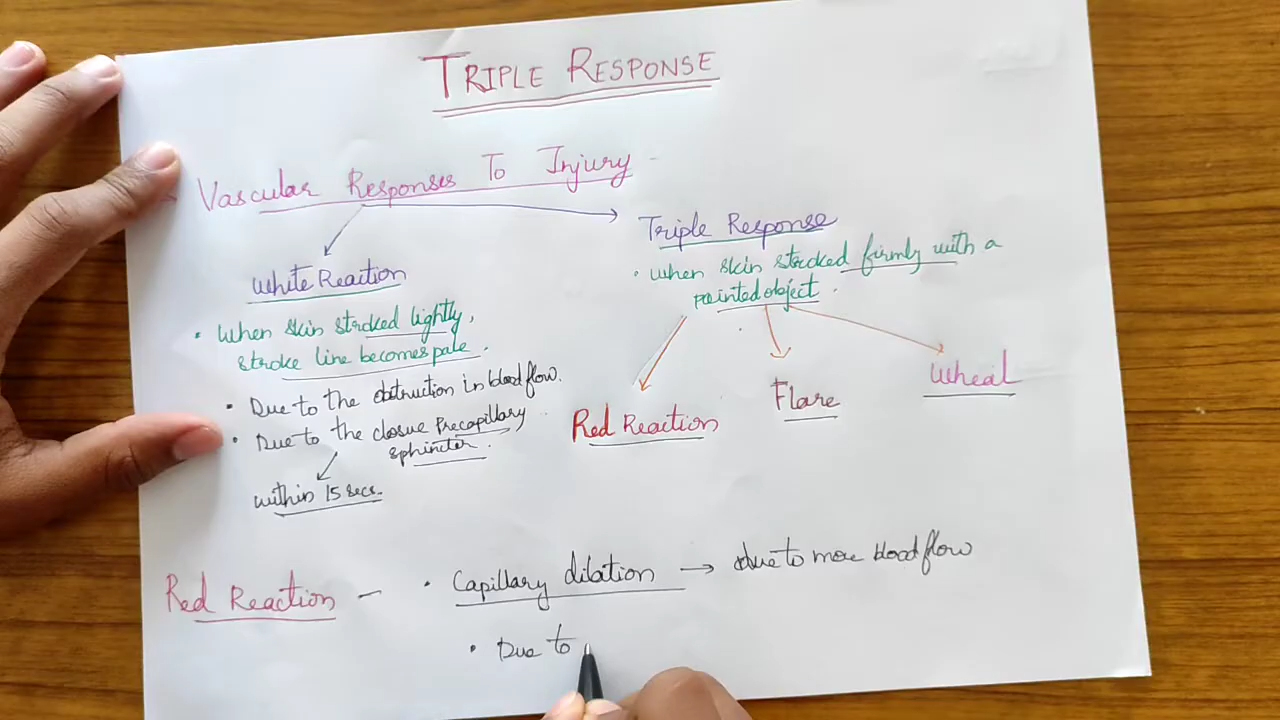 TRIPLE RESPONSE
Vascular Responses To Injury
White Reaction
• When skin stroked lightly,
stroke line becomes pale.
• Due to the obstruction in blood flow.
• Due to the closue Precapillary
sphincter.
within 15 secs.
Triple Response
• when skin stroked firmly with a
pointed object.
Red Reaction
Flare
Wheal
Red Reaction –
• Capillary dilation → due to more blood flow
• Due to